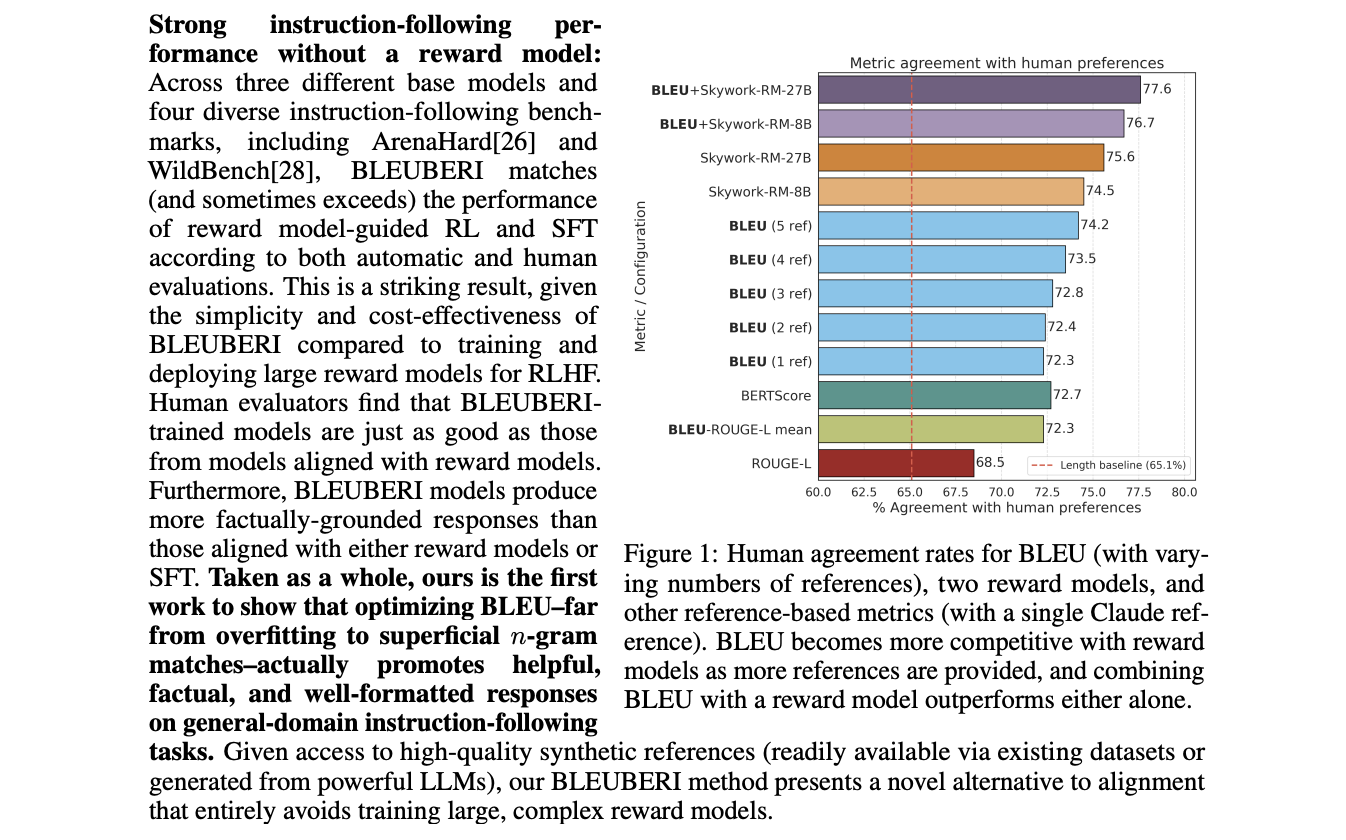 Strong instruction-following per-
formance without a reward model:
Across three different base models and
four diverse instruction-following bench-
marks, including ArenaHard[26] and
WildBench[28], BLEUBERI matches
(and sometimes exceeds) the performance
of reward model-guided RL and SFT
according to both automatic and human
evaluations. This is a striking result, given
the simplicity and cost-effectiveness of
BLEUBERI compared to training and
deploying large reward models for RLHF.
Human evaluators find that BLEUBERI-
trained models are just as good as those
from models aligned with reward models.
Furthermore, BLEUBERI models produce
more factually-grounded responses than
those aligned with either reward models or
SFT. Taken as a whole, ours is the first
work to show that optimizing BLEU–far
from overfitting to superficial n-gram
matches–actually promotes helpful,
factual, and well-formatted responses
on general-domain instruction-following
tasks. Given access to high-quality synthetic references (readily available via existing datasets or
generated from powerful LLMs), our BLEUBERI method presents a novel alternative to alignment
that entirely avoids training large, complex reward models.
Metric agreement with human preferences
Metric / Configuration
BLEU+Skywork-RM-27B 77.6
BLEU+Skywork-RM-8B 76.7
Skywork-RM-27B 75.6
Skywork-RM-8B 74.5
BLEU (5 ref) 74.2
BLEU (4 ref) 73.5
BLEU (3 ref) 72.8
BLEU (2 ref) 72.4
BLEU (1 ref) 72.3
BERTScore 72.7
BLEU-ROUGE-L mean 72.3
ROUGE-L 68.5
Length baseline (65.1%)
60.0 62.5 65.0 67.5 70.0 72.5 75.0 77.5 80.0
% Agreement with human preferences
Figure 1: Human agreement rates for BLEU (with vary-
ing numbers of references), two reward models, and
other reference-based metrics (with a single Claude ref-
erence). BLEU becomes more competitive with reward
models as more references are provided, and combining
BLEU with a reward model outperforms either alone.